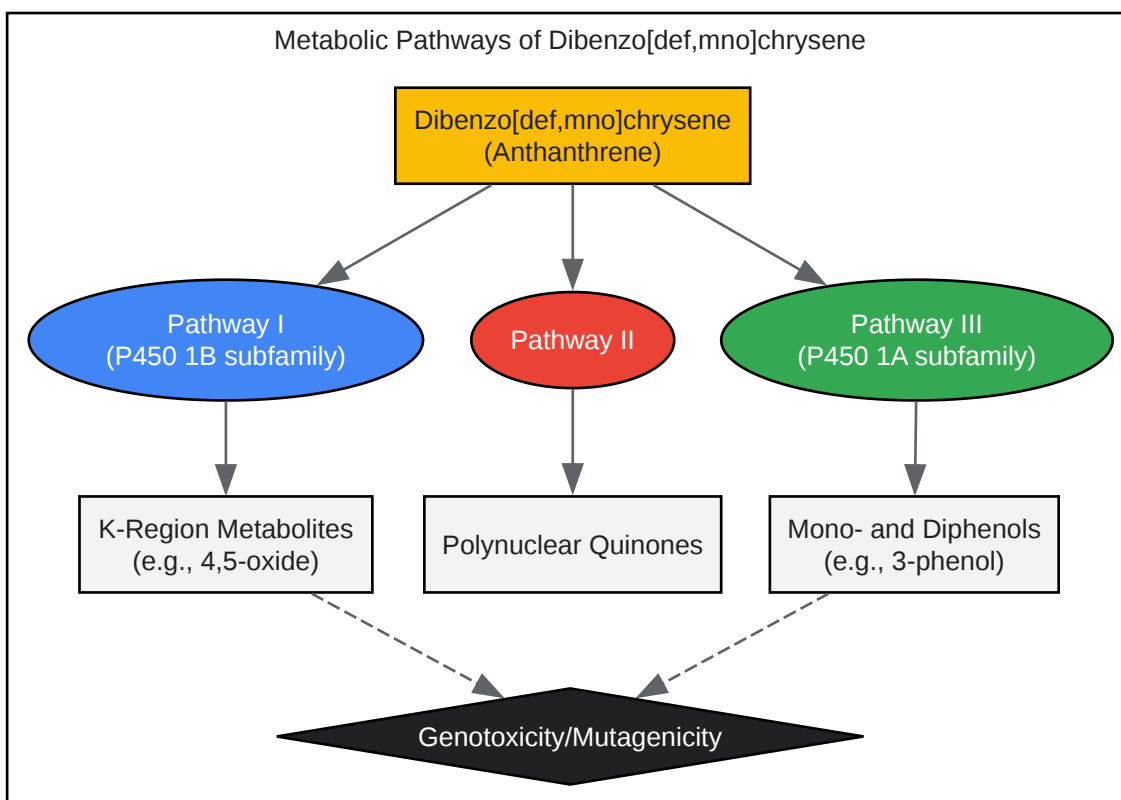 Metabolic Pathways of Dibenzo[def,mno]chrysene
Dibenzo[def,mno]chrysene
(Anthanthrene)
Pathway I
(P450 1B subfamily)
Pathway II
Pathway III
(P450 1A subfamily)
K-Region Metabolites
(e.g., 4,5-oxide)
Polynuclear Quinones
Mono- and Diphenols
(e.g., 3-phenol)
Genotoxicity/Mutagenicity